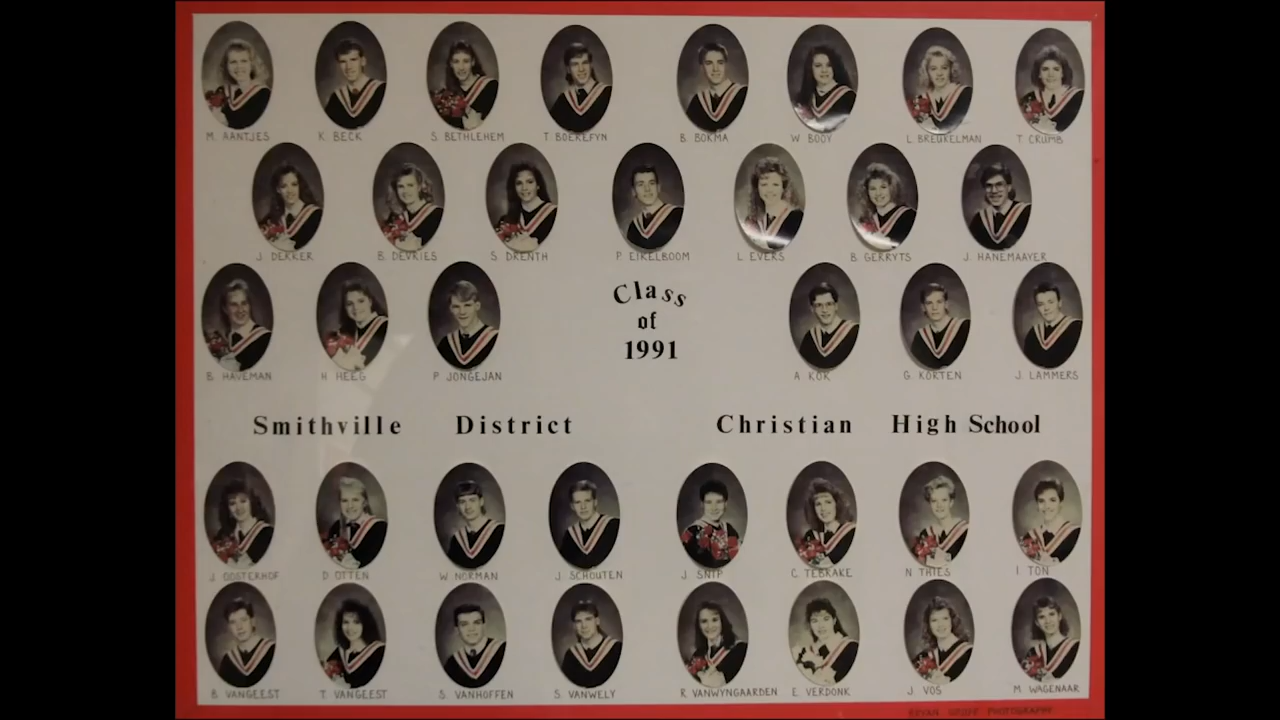 M. AANTJES K. BECK S. BETHLEHEM T. BOEREFYN B. BOKMA W. BOOY L. BREUKELMAN T. CRUMB
J. DEKKER B. DEVRIES S. DRENTH P. EIKELBOOM L. EVERS B. GERRYTS J. HANEMAAYER
Class
of
1991
B. HAVEMAN H. HEEG P. JONGEJAN A. KOK G. KORTEN J. LAMMERS
Smithville District Christian High School
J. OOSTERHOF D. OTTEN W. NORMAN J. SCHOUTEN J. SNIP C. TEBRAKE N. THIES I. TON
B. VANGEEST T. VANGEEST S. VANHOFFEN S. VANWELY R. VANWYNGAARDEN E. VERDONK J. VOS M. WAGENAAR
PHOTOGRAPHY